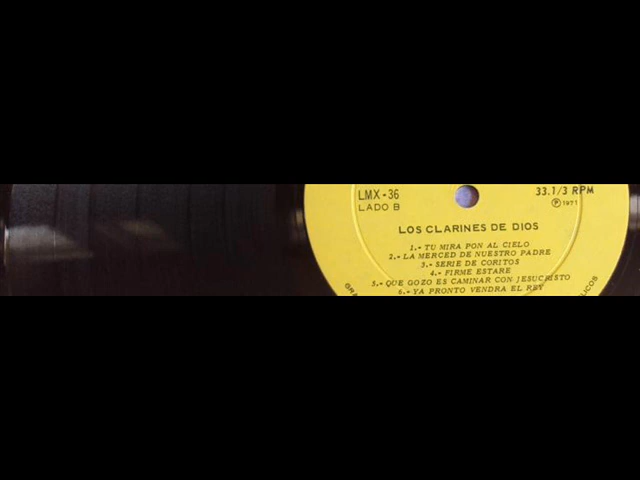 LMX-36
33.1/3 RPM
LADO B
℗ 1971
LOS CLARINES DE DIOS
1.- TU MIRA PON AL CIELO
2.- LA MERCED DE NUESTRO PADRE
3.- SERIE DE CORITOS
4.- FIRME ESTARE
5.- QUE GOZO ES CAMINAR CON JESUCRISTO
6.- YA PRONTO VENDRA EL REY